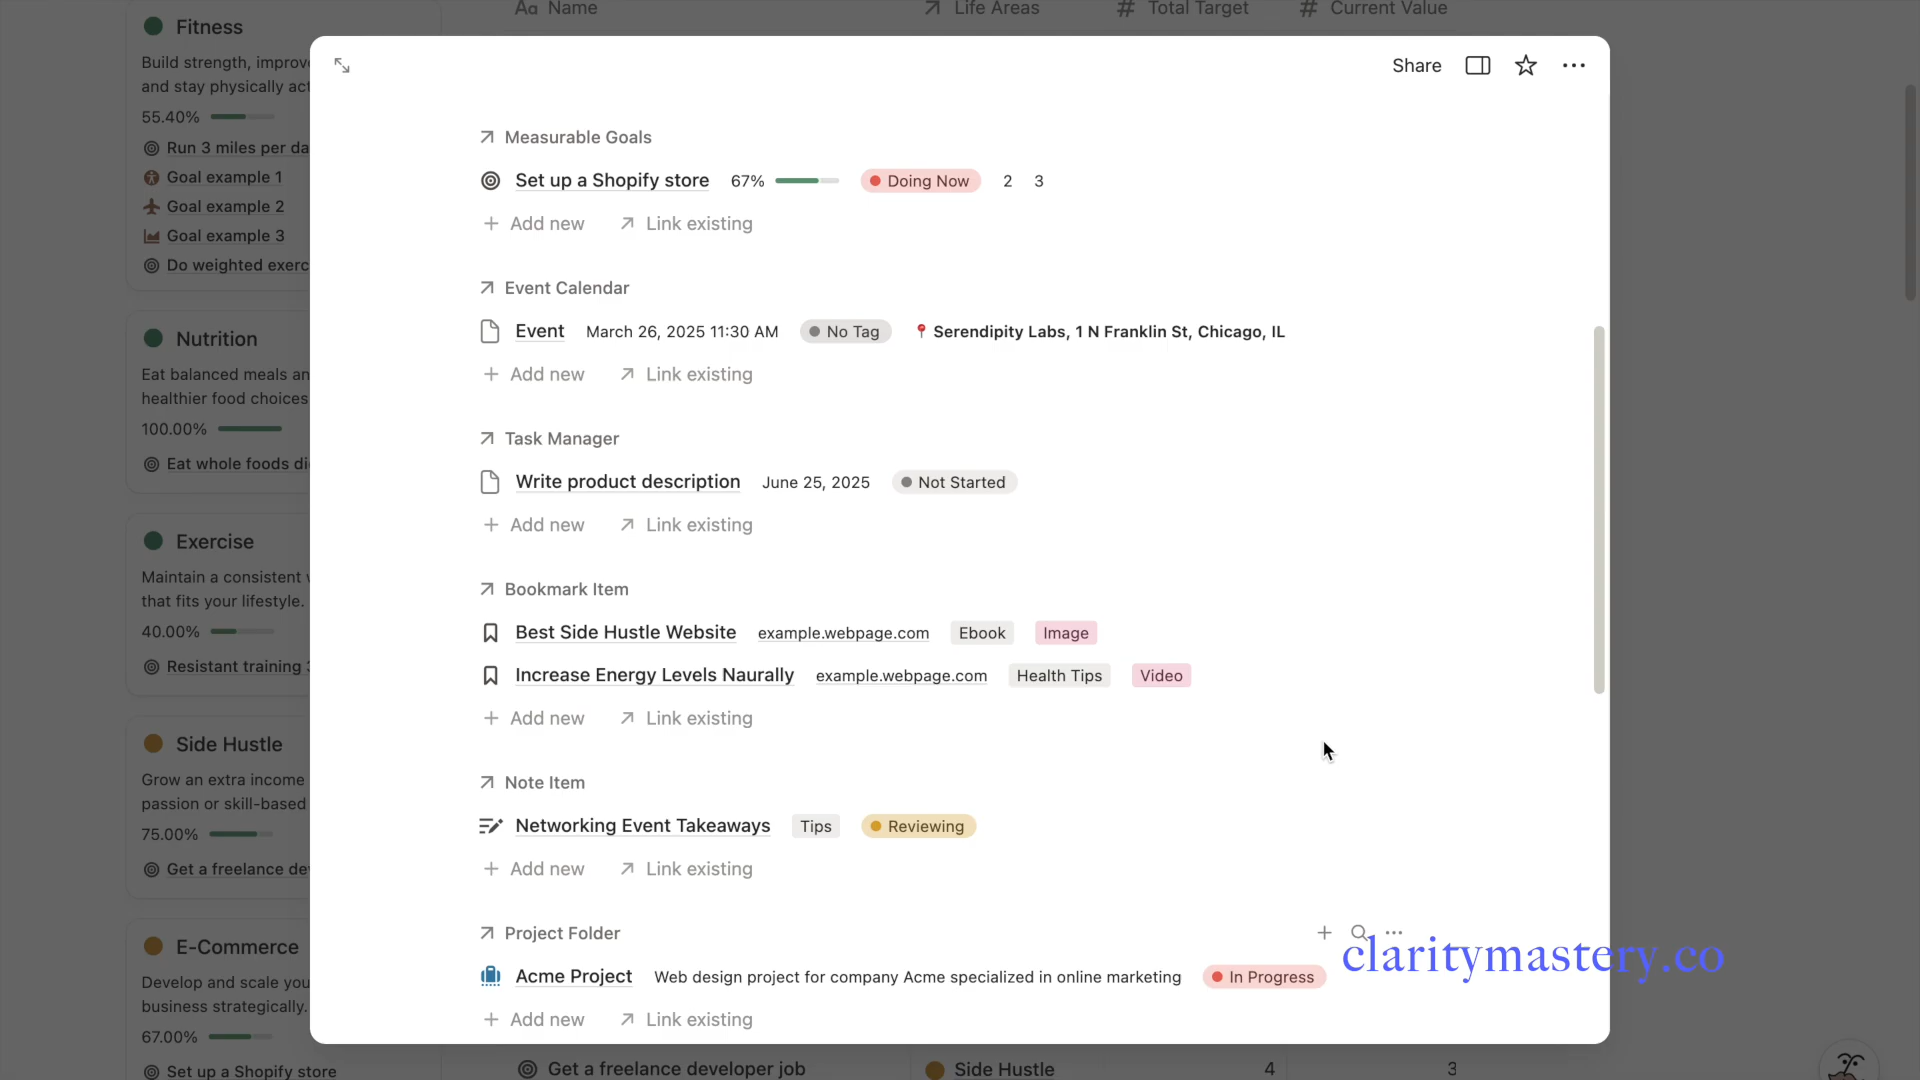 Aa Name
Life Areas
# Total Target
# Current Value
Fitness
Build strength, improv
and stay physically act
55.40%
Run 3 miles per da
Goal example 1
Goal example 2
Goal example 3
Do weighted exerc
Nutrition
Eat balanced meals an
healthier food choices
100.00%
Eat whole foods di
Exercise
Maintain a consistent w
that fits your lifestyle.
40.00%
Resistant training 3
Side Hustle
Grow an extra income
passion or skill-based
75.00%
Get a freelance de
E-Commerce
Develop and scale you
business strategically.
67.00%
Set up a Shopify store
Share
Measurable Goals
Set up a Shopify store 67% Doing Now 2 3
+ Add new Link existing
Event Calendar
Event March 26, 2025 11:30 AM No Tag Serendipity Labs, 1 N Franklin St, Chicago, IL
+ Add new Link existing
Task Manager
Write product description June 25, 2025 Not Started
+ Add new Link existing
Bookmark Item
Best Side Hustle Website example.webpage.com Ebook Image
Increase Energy Levels Naurally example.webpage.com Health Tips Video
+ Add new Link existing
Note Item
Networking Event Takeaways Tips Reviewing
+ Add new Link existing
Project Folder
Acme Project Web design project for company Acme specialized in online marketing In Progress
+ Add new Link existing
claritymastery.co
Get a freelance developer job Side Hustle 4 3